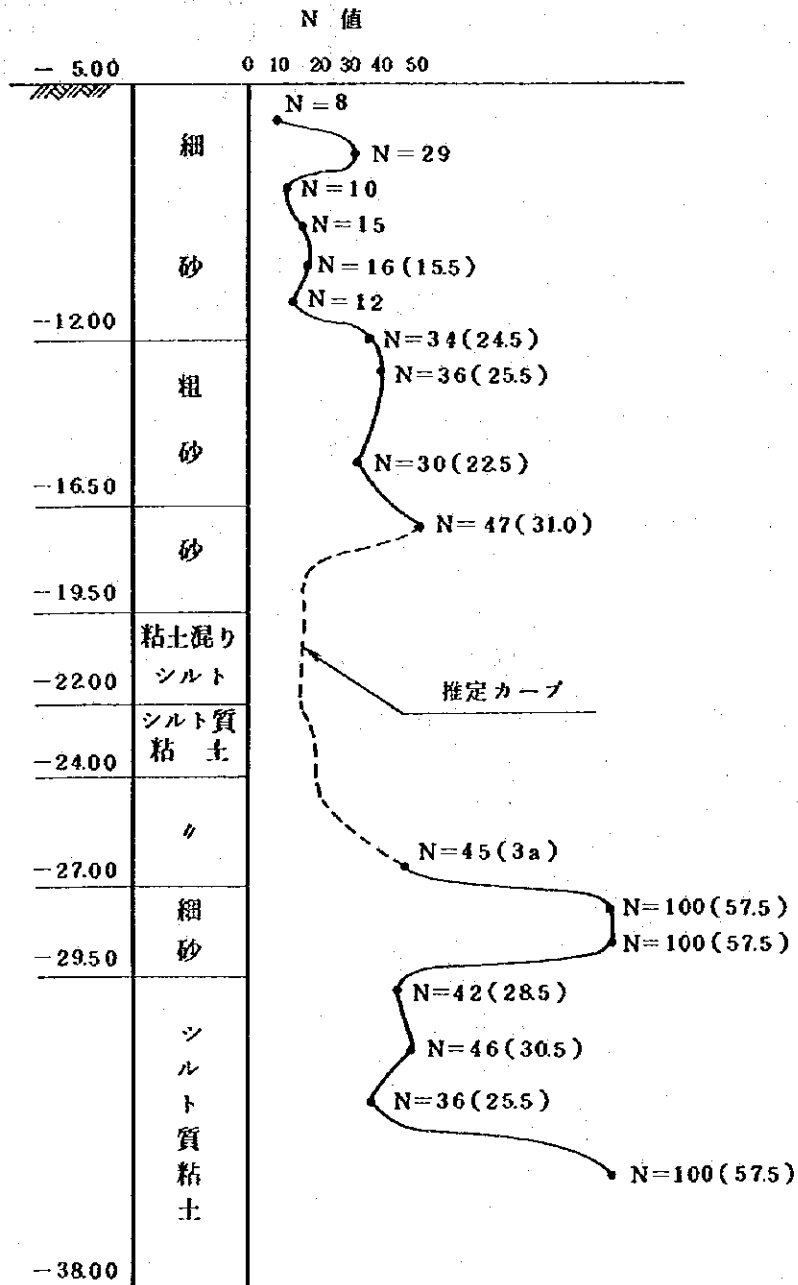 N 値
0 10 20 30 40 50
- 5.00
N = 8
細
N = 29
N = 10
N = 15
砂
N = 16 (15.5)
N = 12
-12.00
N=34(24.5)
N=36(25.5)
粗
砂
N=30(22.5)
-16.50
N=47(31.0)
砂
-19.50
粘土混り
シルト
-22.00
推定カーブ
シルト質
粘 土
-24.00
〃
N=45(3a)
-27.00
細
N=100(57.5)
砂
N=100(57.5)
-29.50
N=42(28.5)
N=46(30.5)
N=36(25.5)
シルト質粘土
N=100(57.5)
-38.00